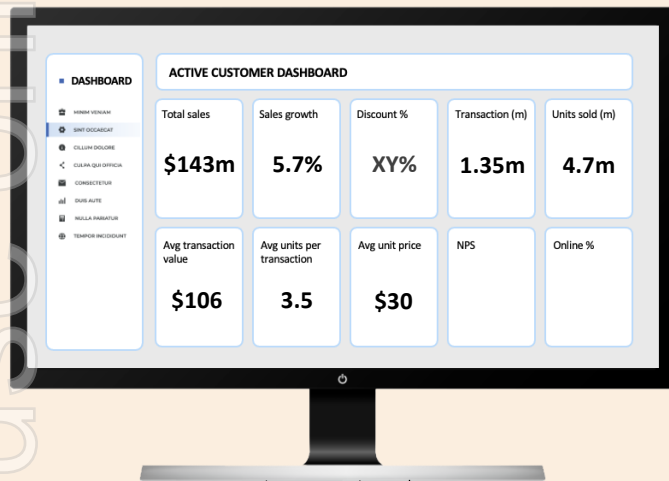 DASHBOARD
MINIM VENIAM
SINT OCCAECAT
CILLUM DOLORE
CULPA QUI OFFICIA
CONSECTETUR
DUIS AUTE
NULLA PARIATUR
TEMPOR INCIDIDUNT
ACTIVE CUSTOMER DASHBOARD
Total sales
$143m
Sales growth
5.7%
Discount %
XY%
Transaction (m)
1.35m
Units sold (m)
4.7m
Avg transaction
value
$106
Avg units per
transaction
3.5
Avg unit price
$30
NPS
Online %